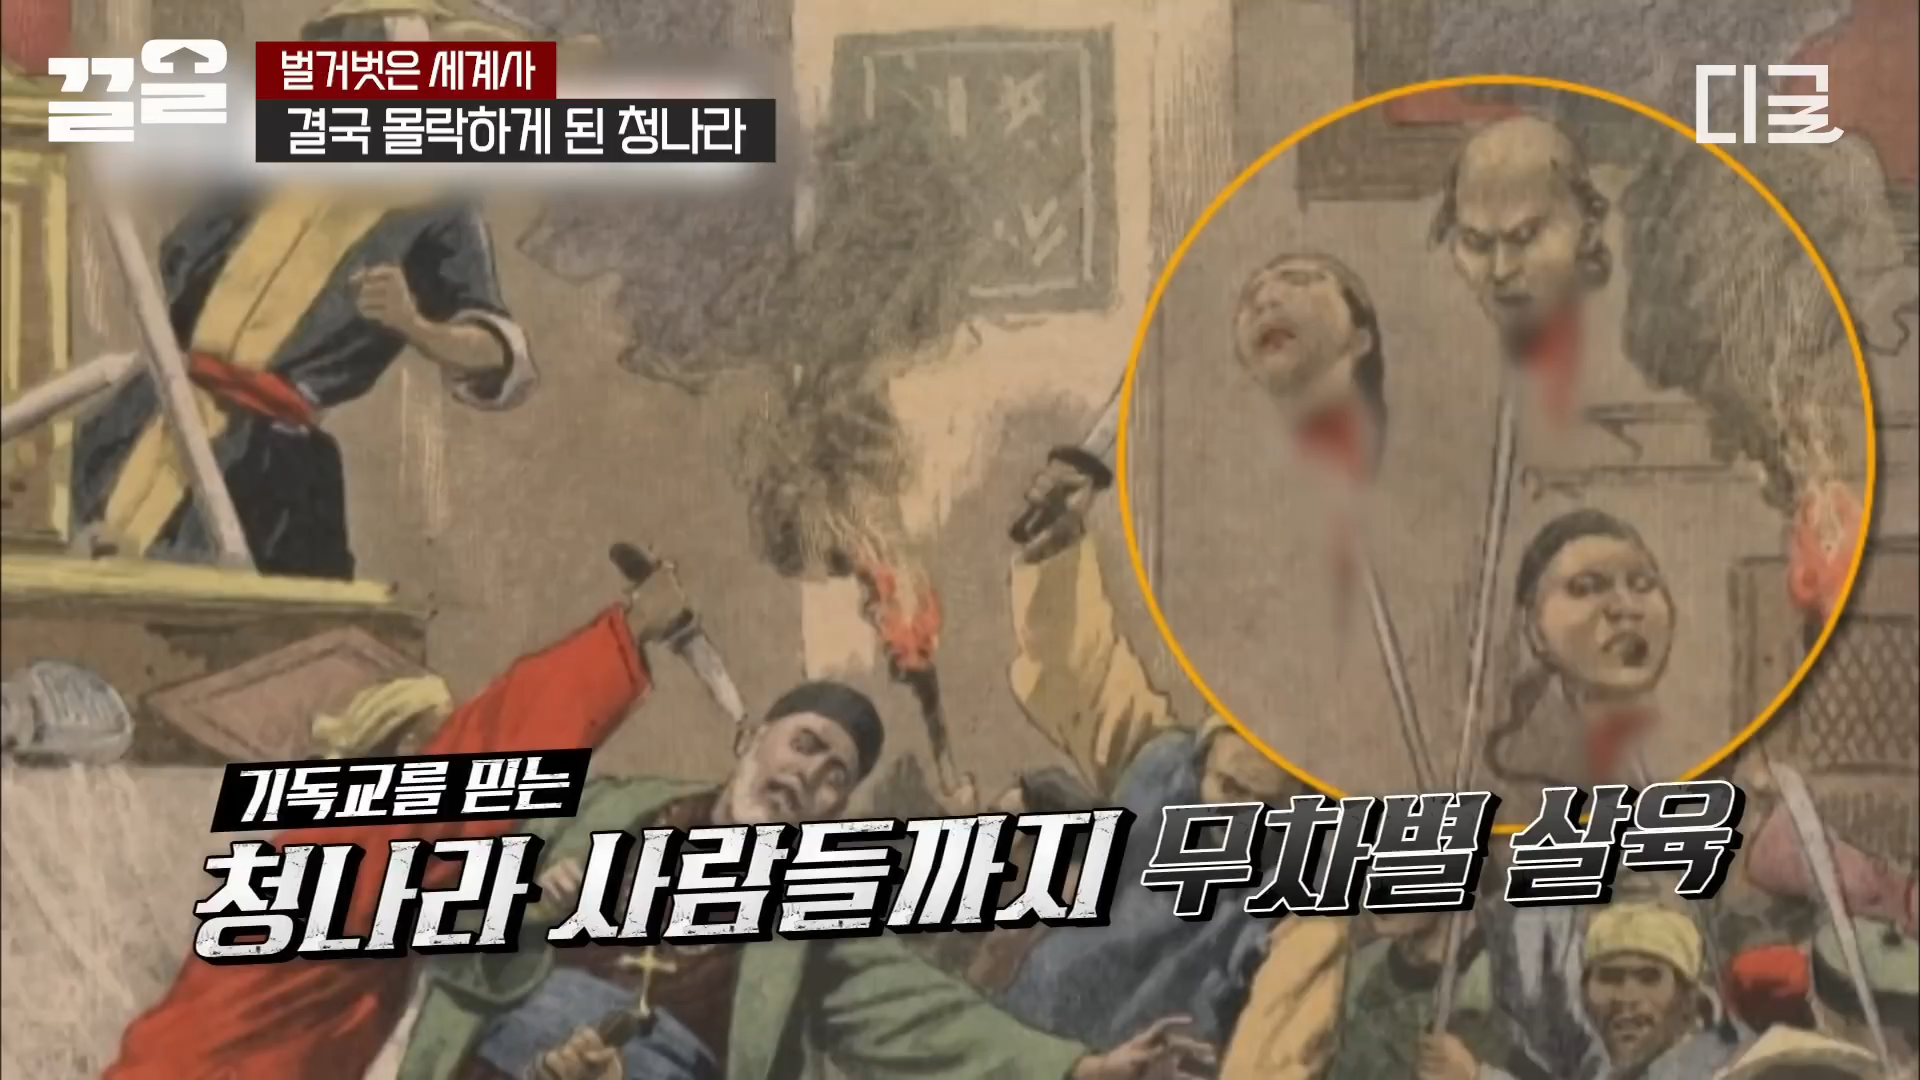 끌올
벌거벗은 세계사
결국 몰락하게 된 청나라
디글
기독교를 믿는
청나라 사람들까지 무차별 살육